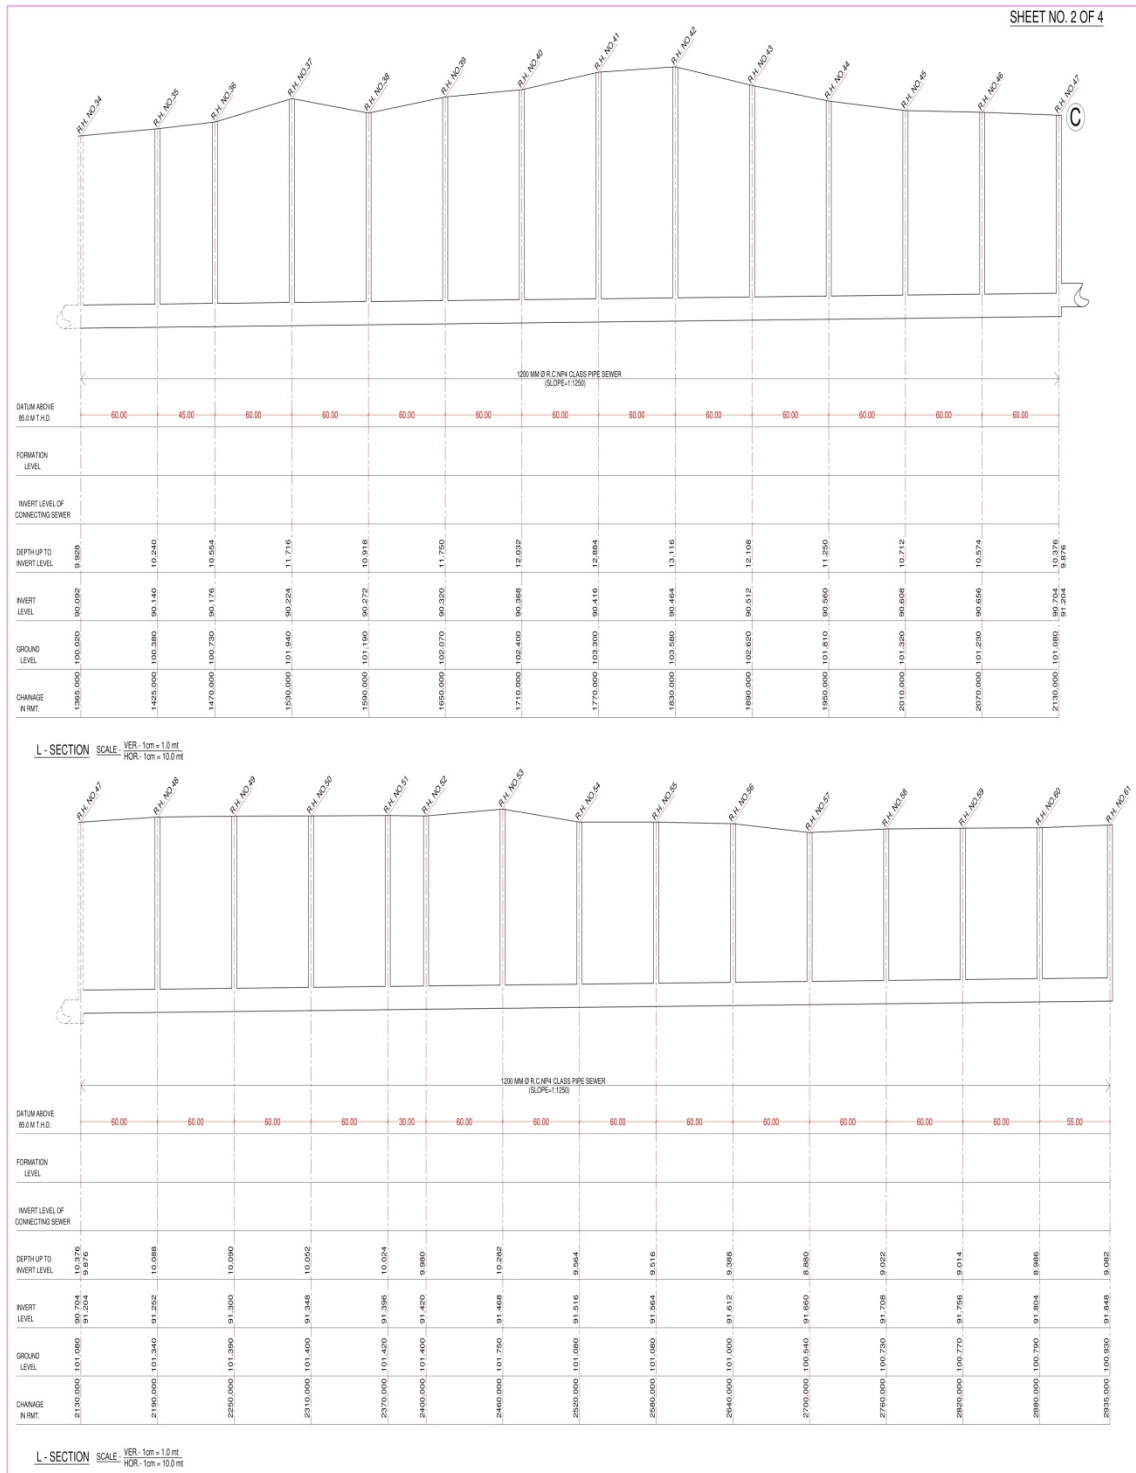 SHEET NO. 2 OF 4
R.H. NO.34 R.H. NO.35 R.H. NO.36 R.H. NO.37 R.H. NO.38 R.H. NO.39 R.H. NO.40 R.H. NO.41 R.H. NO.42 R.H. NO.43 R.H. NO.44 R.H. NO.45 R.H. NO.46 R.H. NO.47
C
1200 MM Ø R.C.NP4 CLASS PIPE SEWER
(SLOPE=1:1250)
DATUM ABOVE
85.0 M T.H.D.
60.00 45.00 60.00 60.00 60.00 60.00 60.00 60.00 60.00 60.00 60.00 60.00 60.00
FORMATION
LEVEL
INVERT LEVEL OF
CONNECTING SEWER
DEPTH UP TO
INVERT LEVEL
9.928 10.240 10.554 11.716 10.918 11.750 12.032 12.884 13.116 12.108 11.250 10.712 10.574 10.376 9.876
INVERT
LEVEL
90.092 90.140 90.176 90.224 90.272 90.320 90.368 90.416 90.464 90.512 90.560 90.608 90.656 90.704 91.204
GROUND
LEVEL
100.020 100.380 100.730 101.940 101.190 102.070 102.400 103.300 103.580 102.620 101.810 101.320 101.230 101.080
CHAINAGE
IN RMT.
1365.000 1425.000 1470.000 1530.000 1590.000 1650.000 1710.000 1770.000 1830.000 1890.000 1950.000 2010.000 2070.000 2130.000
L - SECTION SCALE - VER.- 1cm = 1.0 mt
HOR.- 1cm = 10.0 mt
R.H. NO.47 R.H. NO.48 R.H. NO.49 R.H. NO.50 R.H. NO.51 R.H. NO.52 R.H. NO.53 R.H. NO.54 R.H. NO.55 R.H. NO.56 R.H. NO.57 R.H. NO.58 R.H. NO.59 R.H. NO.60 R.H. NO.61
1200 MM Ø R.C.NP4 CLASS PIPE SEWER
(SLOPE=1:1250)
DATUM ABOVE
85.0 M T.H.D.
60.00 60.00 60.00 60.00 30.00 60.00 60.00 60.00 60.00 60.00 60.00 60.00 60.00 55.00
FORMATION
LEVEL
INVERT LEVEL OF
CONNECTING SEWER
DEPTH UP TO
INVERT LEVEL
10.376 9.876 10.088 10.090 10.052 10.024 9.980 10.282 9.564 9.516 9.388 8.880 9.022 9.014 8.986 9.082
INVERT
LEVEL
90.704 91.204 91.252 91.300 91.348 91.396 91.420 91.468 91.516 91.564 91.612 91.660 91.708 91.756 91.804 91.848
GROUND
LEVEL
101.080 101.340 101.390 101.400 101.420 101.400 101.750 101.080 101.080 101.000 100.540 100.730 100.770 100.790 100.930
CHAINAGE
IN RMT.
2130.000 2190.000 2250.000 2310.000 2370.000 2400.000 2460.000 2520.000 2580.000 2640.000 2700.000 2760.000 2820.000 2880.000 2935.000
L - SECTION SCALE - VER.- 1cm = 1.0 mt
HOR.- 1cm = 10.0 mt